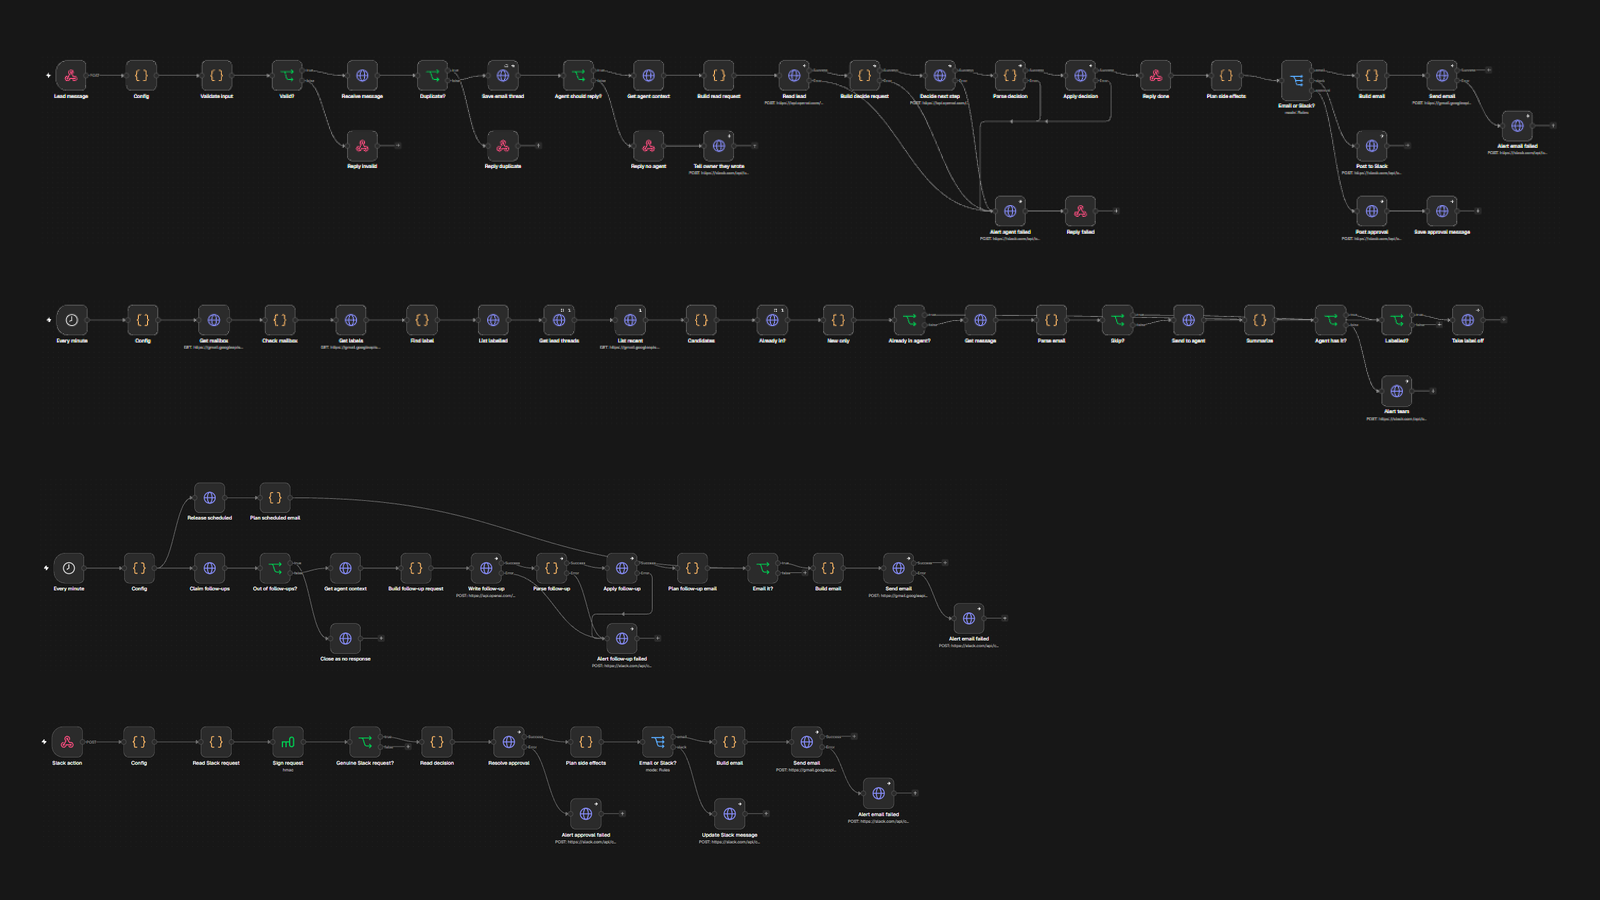 POST
Lead message
Config
Validate input
Valid?
Receive message
Duplicate?
Save email thread
Agent should reply?
Get agent context
Build read request
Read lead
Build decide request
Decide next step
Parse decision
Apply decision
Reply done
Plan side effects
Email or Slack?
mode: Rules
Build email
Send email
Alert email failed
Reply invalid
Reply duplicate
Reply no agent
Tell owner they wrote
Post to Slack
Alert agent failed
Reply failed
Post approval
Save approval message
Every minute
Config
Get mailbox
Check mailbox
Get labels
Find label
List labelled
Get lead threads
List recent
Candidates
Already in?
New only
Already in agent?
Get message
Parse email
Skip?
Send to agent
Summarize
Agent has it?
Labelled?
Take label off
Alert team
Release scheduled
Plan scheduled email
Every minute
Config
Claim follow-ups
Out of follow-ups?
Get agent context
Build follow-up request
Write follow-up
Parse follow-up
Apply follow-up
Plan follow-up email
Email it?
Build email
Send email
Alert email failed
Close as no response
Alert follow-up failed
POST
Slack action
Config
Read Slack request
Sign request
hmac
Genuine Slack request?
Read decision
Resolve approval
Plan side effects
Email or Slack?
mode: Rules
Build email
Send email
Alert email failed
Alert approval failed
Update Slack message